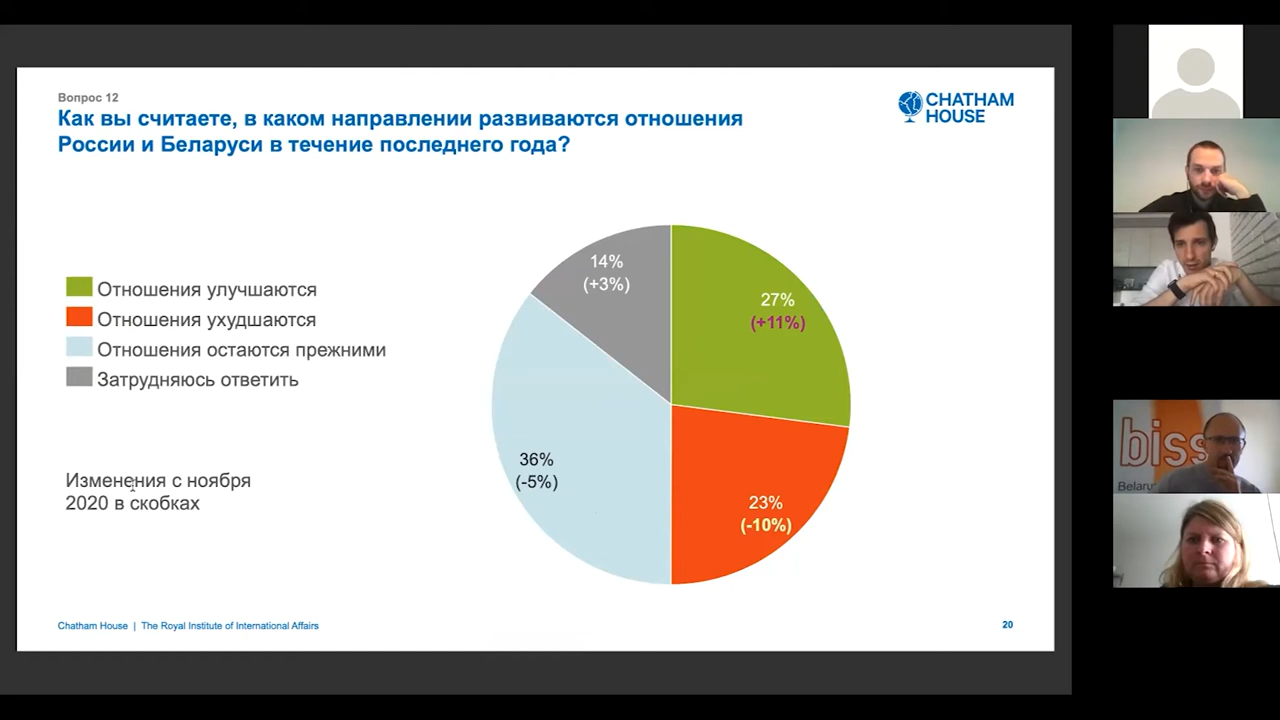 Вопрос 12
Как вы считаете, в каком направлении развиваются отношения
России и Беларуси в течение последнего года?
CHATHAM
HOUSE
Отношения улучшаются
Отношения ухудшаются
Отношения остаются прежними
Затрудняюсь ответить
Изменения с ноября
2020 в скобках
14%
(+3%)
27%
(+11%)
36%
(-5%)
23%
(-10%)
Chatham House | The Royal Institute of International Affairs
20
biss